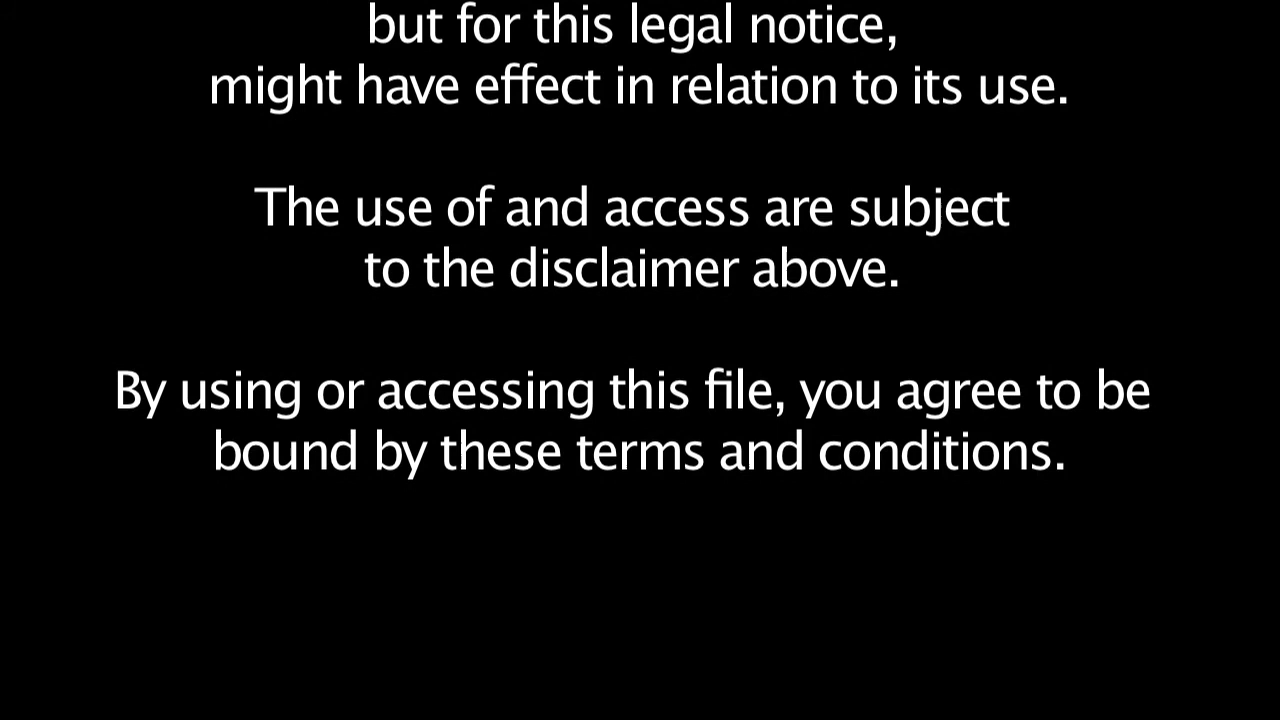 but for this legal notice,
might have effect in relation to its use.
The use of and access are subject
to the disclaimer above.
By using or accessing this file, you agree to be
bound by these terms and conditions.